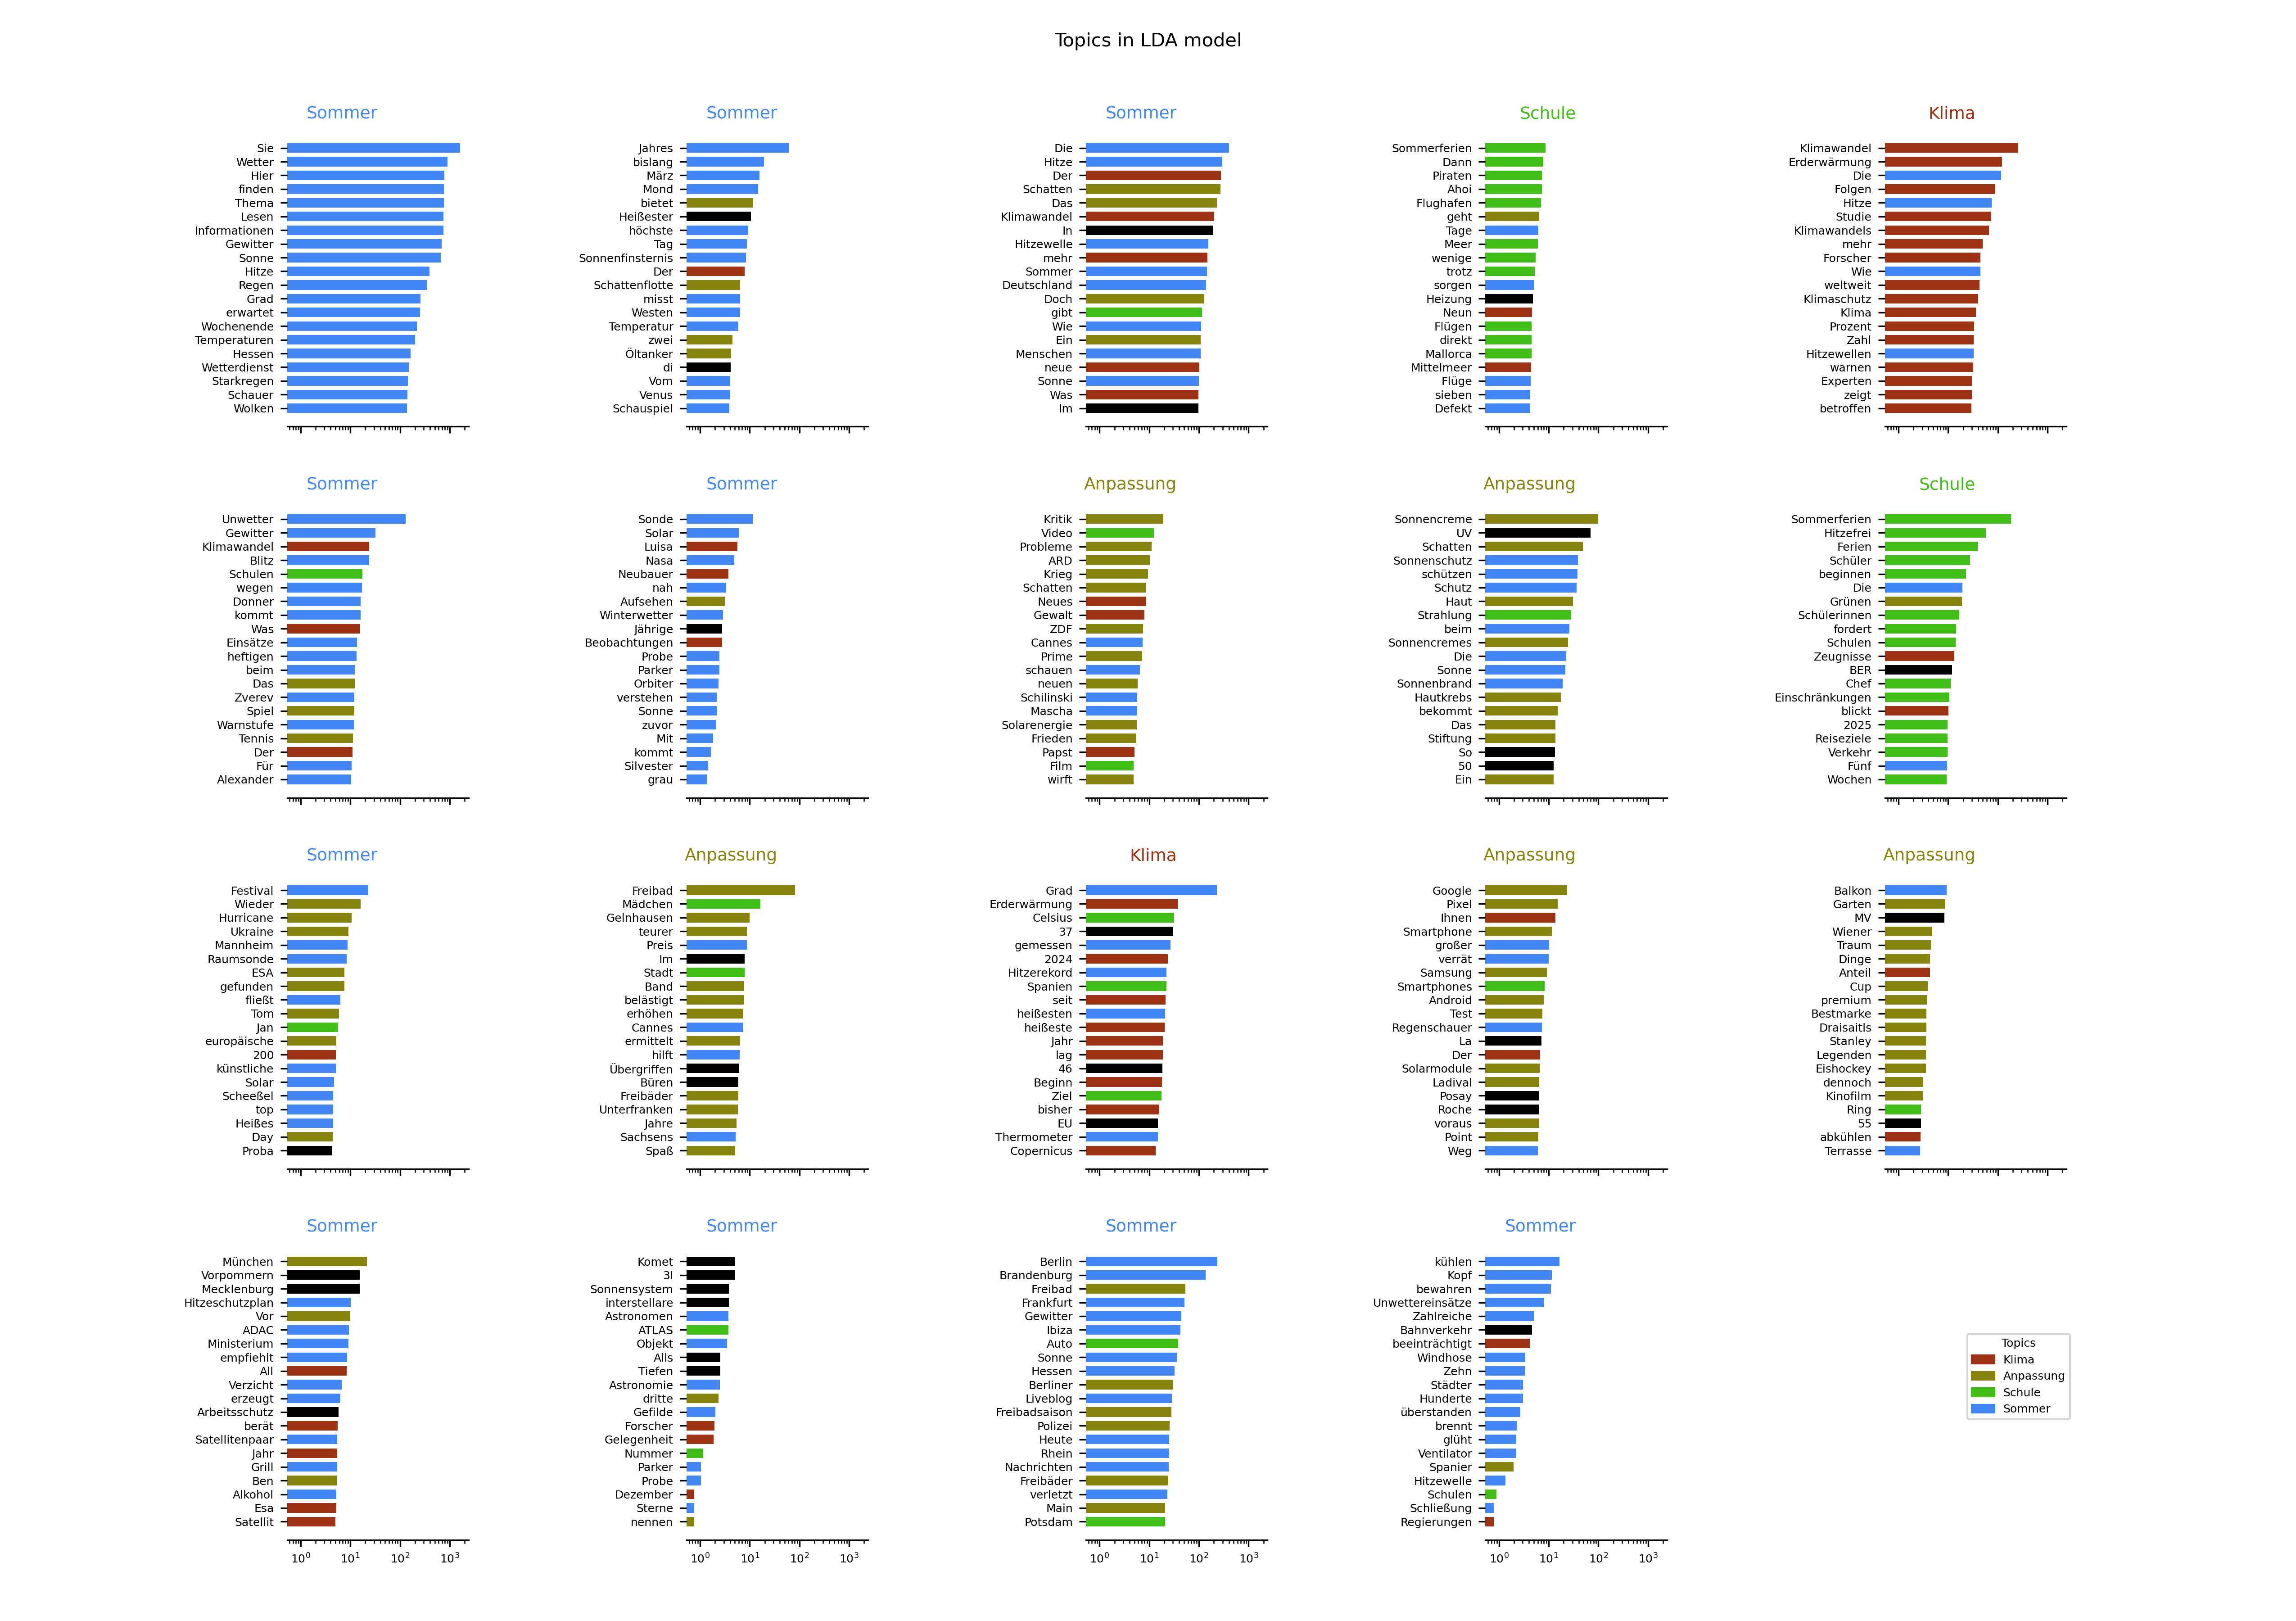 Topics in LDA model
Sommer
Sie
Wetter
Hier
finden
Thema
Lesen
Informationen
Gewitter
Sonne
Hitze
Regen
Grad
erwartet
Wochenende
Temperaturen
Hessen
Wetterdienst
Starkregen
Schauer
Wolken
Sommer
Jahres
bislang
März
Mond
bietet
Heißester
höchste
Tag
Sonnenfinsternis
Der
Schattenflotte
misst
Westen
Temperatur
zwei
Öltanker
di
Vom
Venus
Schauspiel
Sommer
Die
Hitze
Der
Schatten
Das
Klimawandel
In
Hitzewelle
mehr
Sommer
Deutschland
Doch
gibt
Wie
Ein
Menschen
neue
Sonne
Was
Im
Schule
Sommerferien
Dann
Piraten
Ahoi
Flughafen
geht
Tage
Meer
wenige
trotz
sorgen
Heizung
Neun
Flügen
direkt
Mallorca
Mittelmeer
Flüge
sieben
Defekt
Klima
Klimawandel
Erderwärmung
Die
Folgen
Hitze
Studie
Klimawandels
mehr
Forscher
Wie
weltweit
Klimaschutz
Klima
Prozent
Zahl
Hitzewellen
warnen
Experten
zeigt
betroffen
Sommer
Unwetter
Gewitter
Klimawandel
Blitz
Schulen
wegen
Donner
kommt
Was
Einsätze
heftigen
beim
Das
Zverev
Spiel
Warnstufe
Tennis
Der
Für
Alexander
Sommer
Sonde
Solar
Luisa
Nasa
Neubauer
nah
Aufsehen
Winterwetter
Jährige
Beobachtungen
Probe
Parker
Orbiter
verstehen
Sonne
zuvor
Mit
kommt
Silvester
grau
Anpassung
Kritik
Video
Probleme
ARD
Krieg
Schatten
Neues
Gewalt
ZDF
Cannes
Prime
schauen
neuen
Schilinski
Mascha
Solarenergie
Frieden
Papst
Film
wirft
Anpassung
Sonnencreme
UV
Schatten
Sonnenschutz
schützen
Schutz
Haut
Strahlung
beim
Sonnencremes
Die
Sonne
Sonnenbrand
Hautkrebs
bekommt
Das
Stiftung
So
50
Ein
Schule
Sommerferien
Hitzefrei
Ferien
Schüler
beginnen
Die
Grünen
Schülerinnen
fordert
Schulen
Zeugnisse
BER
Chef
Einschränkungen
blickt
2025
Reiseziele
Verkehr
Fünf
Wochen
Sommer
Festival
Wieder
Hurricane
Ukraine
Mannheim
Raumsonde
ESA
gefunden
fließt
Tom
Jan
europäische
200
künstliche
Solar
Scheeßel
top
Heißes
Day
Proba
Anpassung
Freibad
Mädchen
Gelnhausen
teurer
Preis
Im
Stadt
Band
belästigt
erhöhen
Cannes
ermittelt
hilft
Übergriffen
Büren
Freibäder
Unterfranken
Jahre
Sachsens
Spaß
Klima
Grad
Erderwärmung
Celsius
37
gemessen
2024
Hitzerekord
Spanien
seit
heißesten
heißeste
Jahr
lag
46
Beginn
Ziel
bisher
EU
Thermometer
Copernicus
Anpassung
Google
Pixel
Ihnen
Smartphone
großer
verrät
Samsung
Smartphones
Android
Test
Regenschauer
La
Der
Solarmodule
Ladival
Posay
Roche
voraus
Point
Weg
Anpassung
Balkon
Garten
MV
Wiener
Traum
Dinge
Anteil
Cup
premium
Bestmarke
Draisaitls
Stanley
Legenden
Eishockey
dennoch
Kinofilm
Ring
55
abkühlen
Terrasse
Sommer
München
Vorpommern
Mecklenburg
Hitzeschutzplan
Vor
ADAC
Ministerium
empfiehlt
All
Verzicht
erzeugt
Arbeitsschutz
berät
Satellitenpaar
Jahr
Grill
Ben
Alkohol
Esa
Satellit
10⁰ 10¹ 10² 10³
Sommer
Komet
3I
Sonnensystem
interstellare
Astronomen
ATLAS
Objekt
Alls
Tiefen
Astronomie
dritte
Gefilde
Forscher
Gelegenheit
Nummer
Parker
Probe
Dezember
Sterne
nennen
10⁰ 10¹ 10² 10³
Sommer
Berlin
Brandenburg
Freibad
Frankfurt
Gewitter
Ibiza
Auto
Sonne
Hessen
Berliner
Liveblog
Freibadsaison
Polizei
Heute
Rhein
Nachrichten
Freibäder
verletzt
Main
Potsdam
10⁰ 10¹ 10² 10³
Sommer
kühlen
Kopf
bewahren
Unwettereinsätze
Zahlreiche
Bahnverkehr
beeinträchtigt
Windhose
Zehn
Städter
Hunderte
überstanden
brennt
glüht
Ventilator
Spanier
Hitzewelle
Schulen
Schließung
Regierungen
10⁰ 10¹ 10² 10³
Topics
Klima
Anpassung
Schule
Sommer